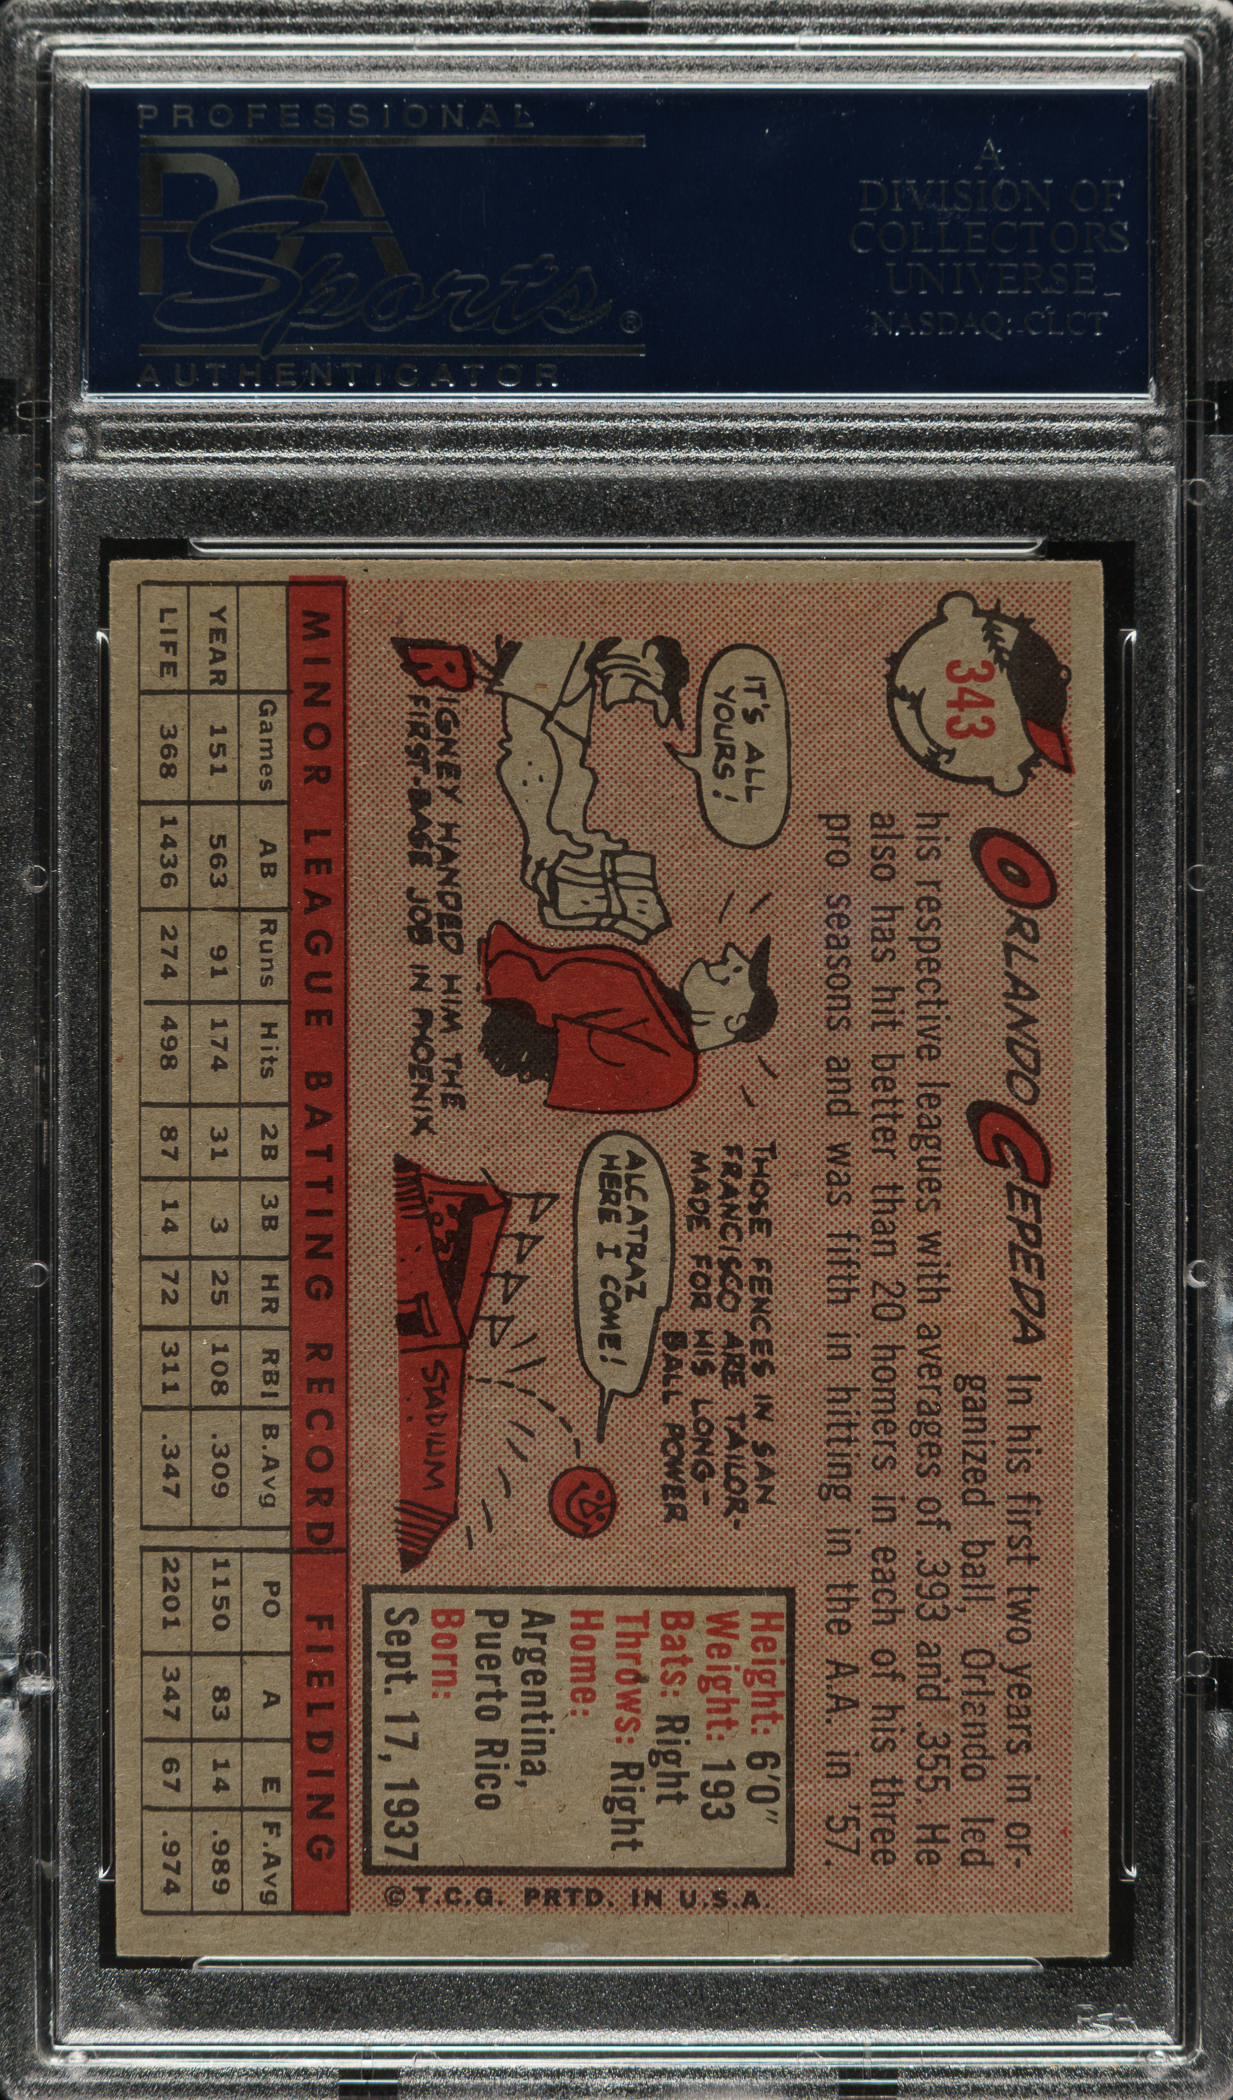 PROFESSIONAL
PSA
Sports®
AUTHENTICATOR
A
DIVISION OF
COLLECTORS
UNIVERSE
NASDAQ: CLCT
343
ORLANDO CEPEDA In his first two years in or-
ganized ball, Orlando led
his respective leagues with averages of .393 and .355. He
also has hit better than 20 homers in each of his three
pro seasons and was fifth in hitting in the A.A. in '57.
IT'S ALL
YOURS!
RIGNEY HANDED HIM THE
FIRST-BASE JOB IN PHOENIX
THOSE FENCES IN SAN
FRANCISCO ARE TAILOR-
MADE FOR HIS LONG-
BALL POWER
ALCATRAZ
HERE I COME!
STADIUM
Height: 6'0"
Weight: 193
Bats: Right
Throws: Right
Home:
Argentina,
Puerto Rico
Born:
Sept. 17, 1937
©T.C.G. PRTD. IN U.S.A.
MINOR LEAGUE BATTING RECORD FIELDING
Games AB Runs Hits 2B 3B HR RBI B.Avg PO A E F.Avg
YEAR 151 563 91 174 31 3 25 108 .309 1150 83 14 .989
LIFE 368 1436 274 498 87 14 72 311 .347 2201 347 67 .974
PSA